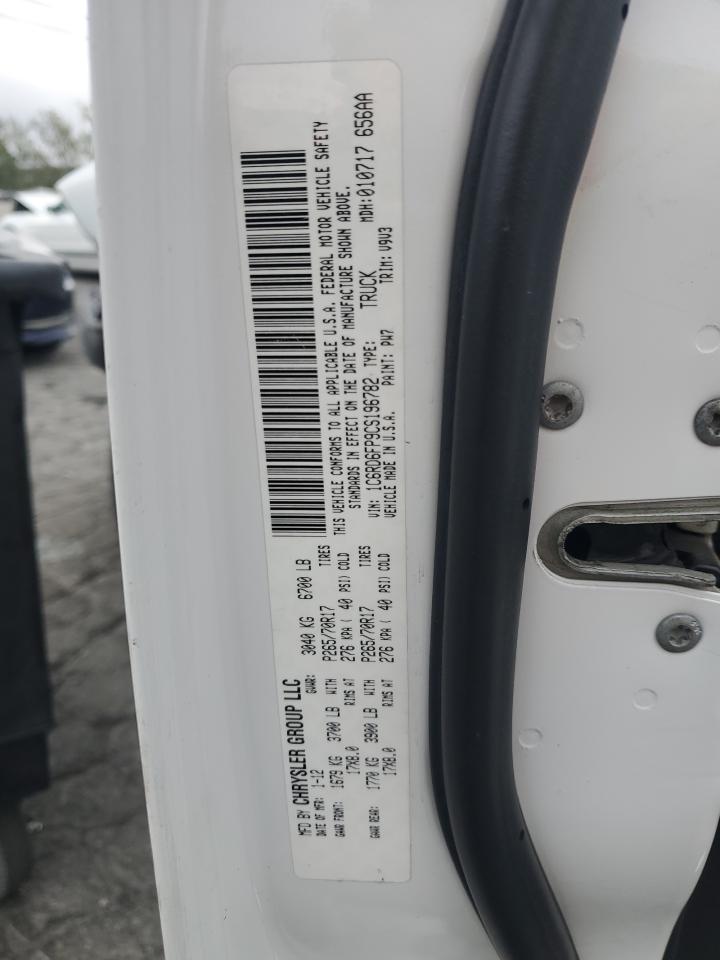 MFD BY CHRYSLER GROUP LLC
DATE OF MFR: 1-12 GVWR: 3040 KG 6700 LB
GAWR FRONT: 1679 KG 3700 LB WITH P265/70R17 TIRES
17X8.0 RIMS AT 276 KPA ( 40 PSI) COLD
GAWR REAR: 1770 KG 3900 LB WITH P265/70R17 TIRES
17X8.0 RIMS AT 276 KPA ( 40 PSI) COLD
MDH:010717 656AA
THIS VEHICLE CONFORMS TO ALL APPLICABLE U.S.A. FEDERAL MOTOR VEHICLE SAFETY
STANDARDS IN EFFECT ON THE DATE OF MANUFACTURE SHOWN ABOVE.
VIN: 1C6RD6FP9CS196782 TYPE: TRUCK
VEHICLE MADE IN U.S.A. PAINT: PW7 TRIM: V9V3